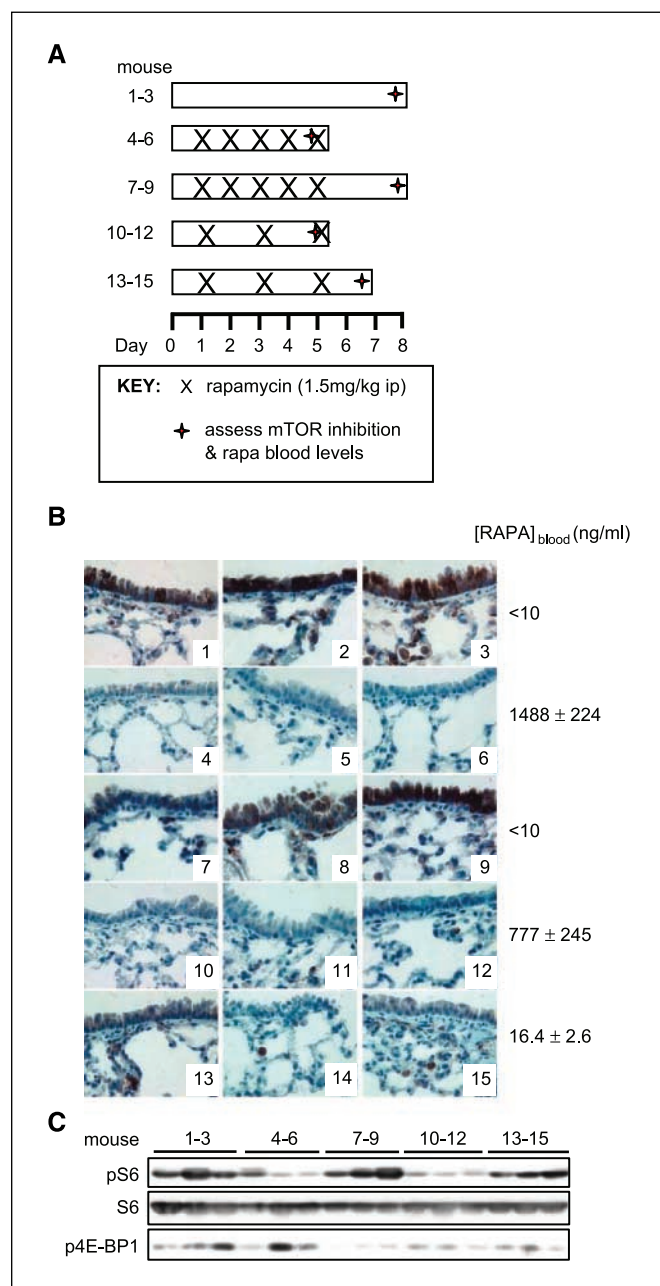 A
mouse
1-3
4-6
7-9
10-12
13-15
Day 0 1 2 3 4 5 6 7 8
KEY: X rapamycin (1.5mg/kg ip)
assess mTOR inhibition
& rapa blood levels
B
[RAPA]blood (ng/ml)
1 2 3 <10
4 5 6 1488 ± 224
7 8 9 <10
10 11 12 777 ± 245
13 14 15 16.4 ± 2.6
C
mouse 1-3 4-6 7-9 10-12 13-15
pS6
S6
p4E-BP1